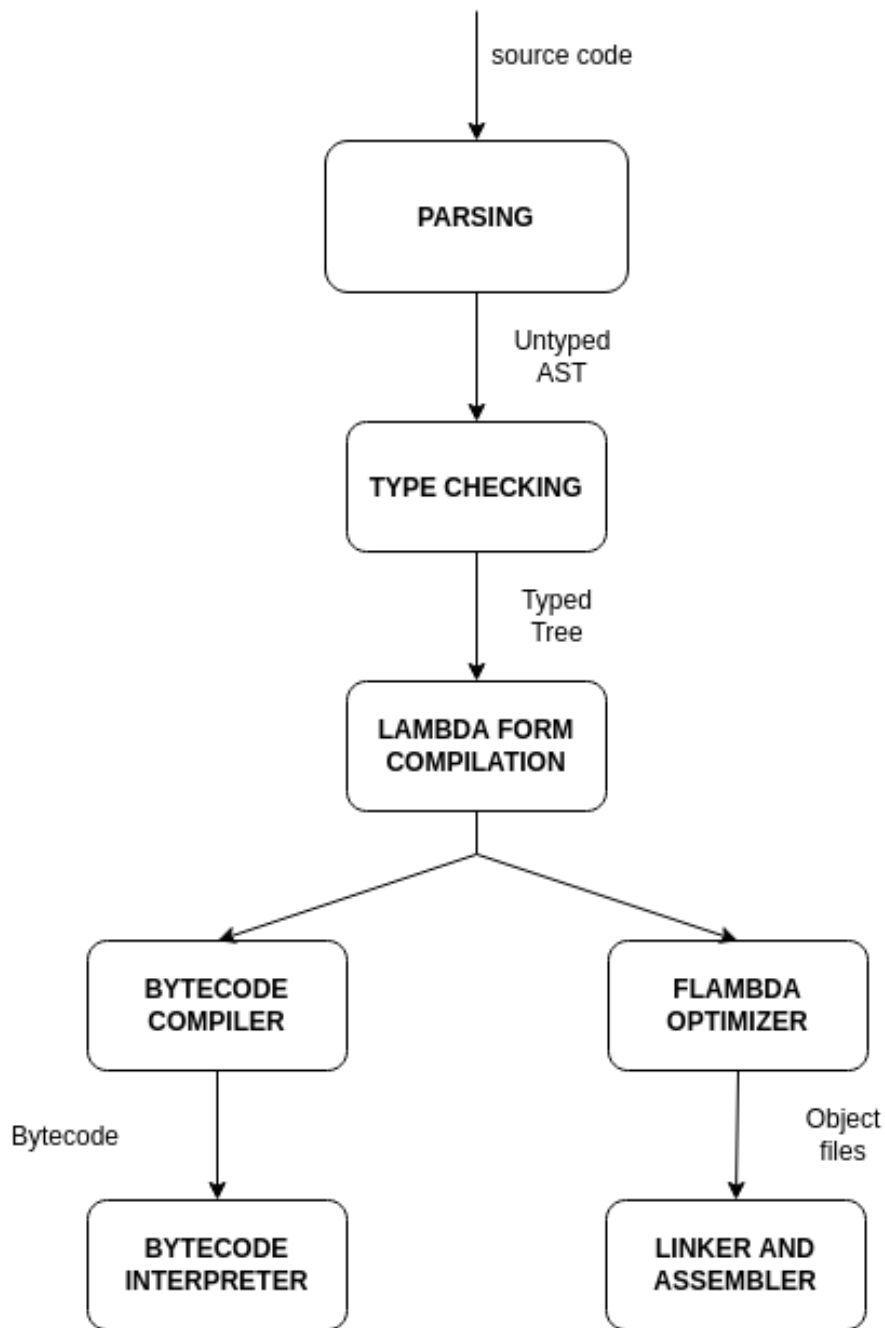 source code
PARSING
Untyped
AST
TYPE CHECKING
Typed
Tree
LAMBDA FORM
COMPILATION
BYTECODE
COMPILER
FLAMBDA
OPTIMIZER
Bytecode
Object
files
BYTECODE
INTERPRETER
LINKER AND
ASSEMBLER